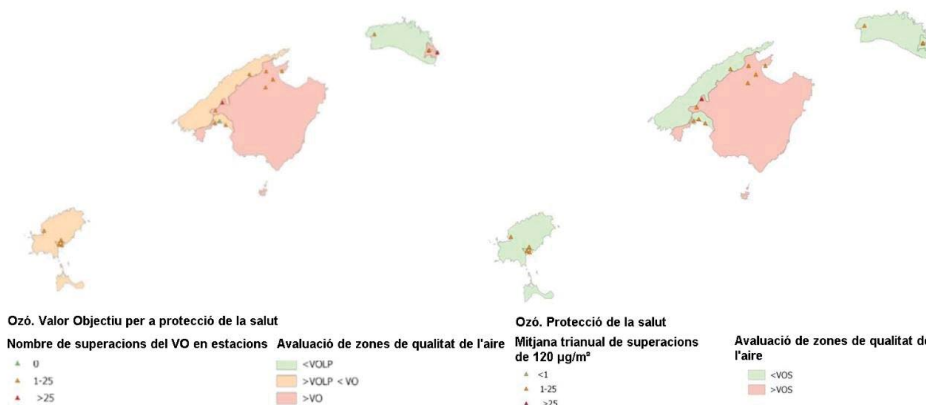 Ozó. Valor Objectiu per a protecció de la salut
Nombre de superacions del VO en estacions
0
1-25
>25
Avaluació de zones de qualitat de l'aire
<VOLP
>VOLP < VO
>VO
Ozó. Protecció de la salut
Mitjana trianual de superacions
de 120 µg/mº
<1
1-25
>25
Avaluació de zones de qualitat de
l'aire
<VOS
>VOS